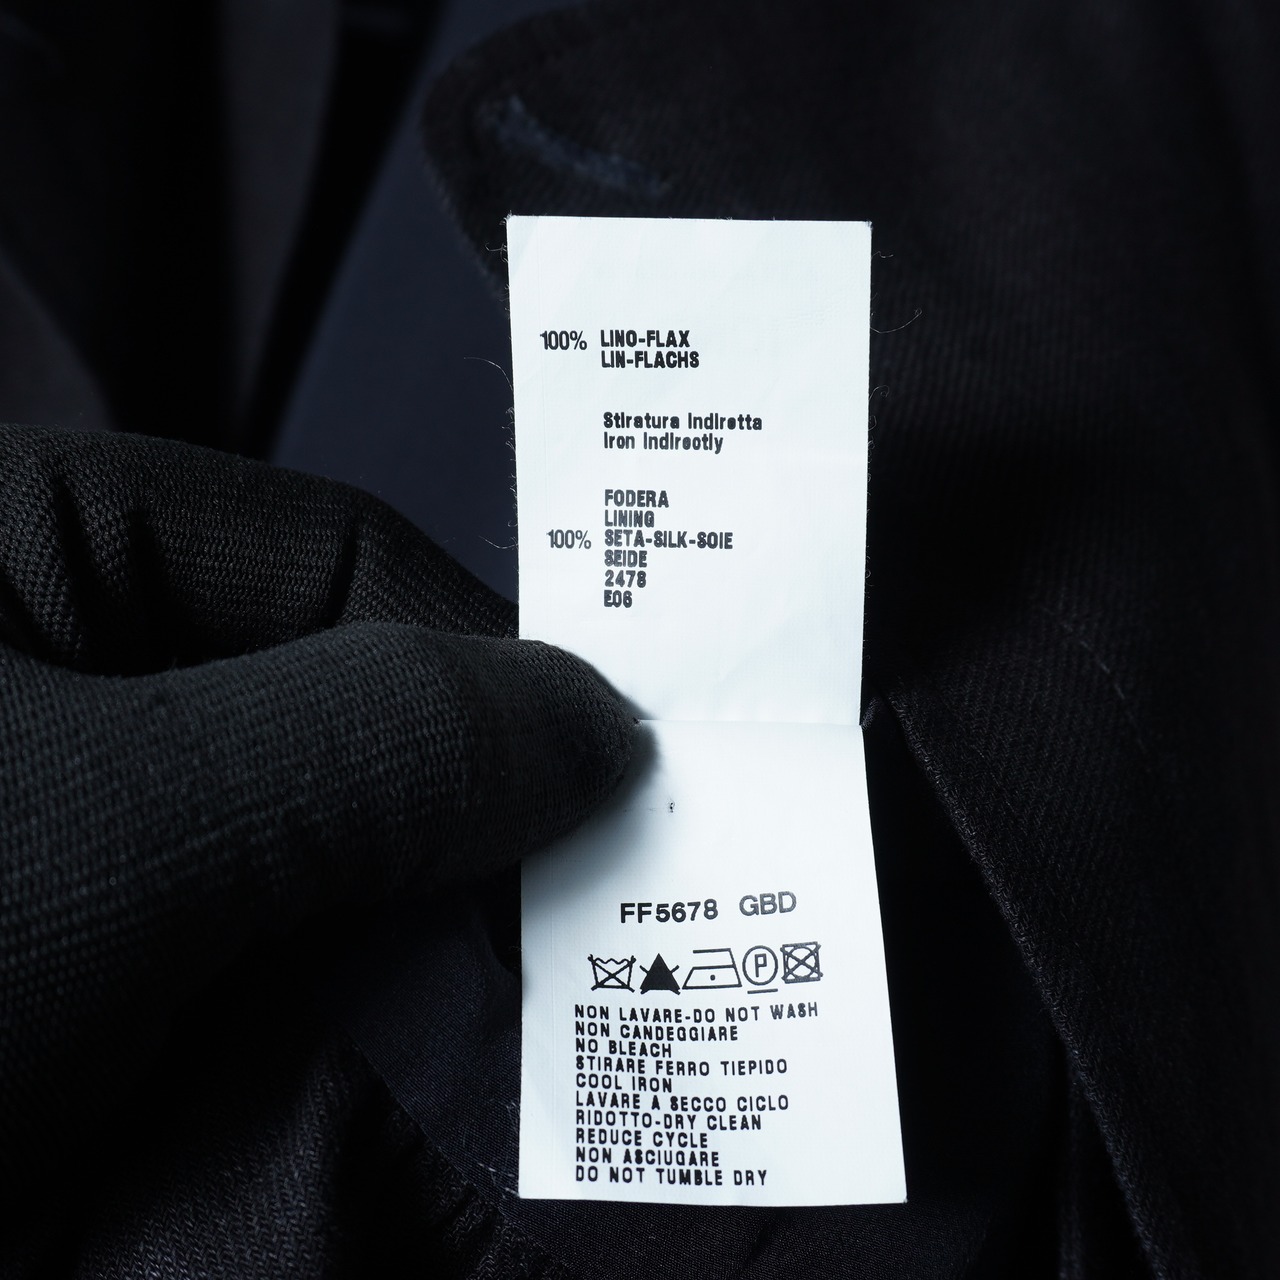 100% LINO-FLAX
LIN-FLACHS
Stiratura Indiretta
Iron Indirectly
FODERA
LINING
100% SETA-SILK-SOIE
SEIDE
2478
E06
FF5678 GBD
P
NON LAVARE-DO NOT WASH
NON CANDEGGIARE
NO BLEACH
STIRARE FERRO TIEPIDO
COOL IRON
LAVARE A SECCO CICLO
RIDOTTO-DRY CLEAN
REDUCE CYCLE
NON ASCIUGARE
DO NOT TUMBLE DRY